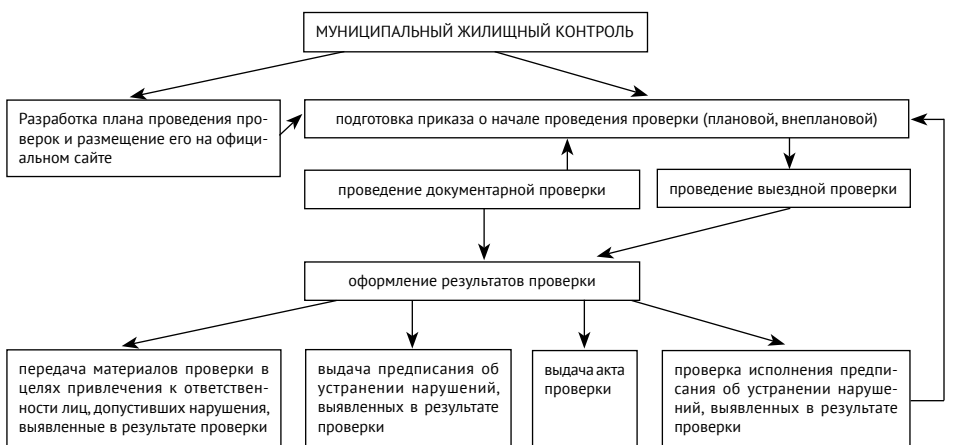 МУНИЦИПАЛЬНЫЙ ЖИЛИЩНЫЙ КОНТРОЛЬ
Разработка плана проведения про-
верок и размещение его на офици-
альном сайте
подготовка приказа о начале проведения проверки (плановой, внеплановой)
проведение документарной проверки
проведение выездной проверки
оформление результатов проверки
передача материалов проверки в
целях привлечения к ответствен-
ности лиц, допустивших нарушения,
выявленные в результате проверки
выдача предписания об
устранении нарушений,
выявленных в результате
проверки
выдача акта
проверки
проверка исполнения предпи-
сания об устранении наруше-
ний, выявленных в результате
проверки